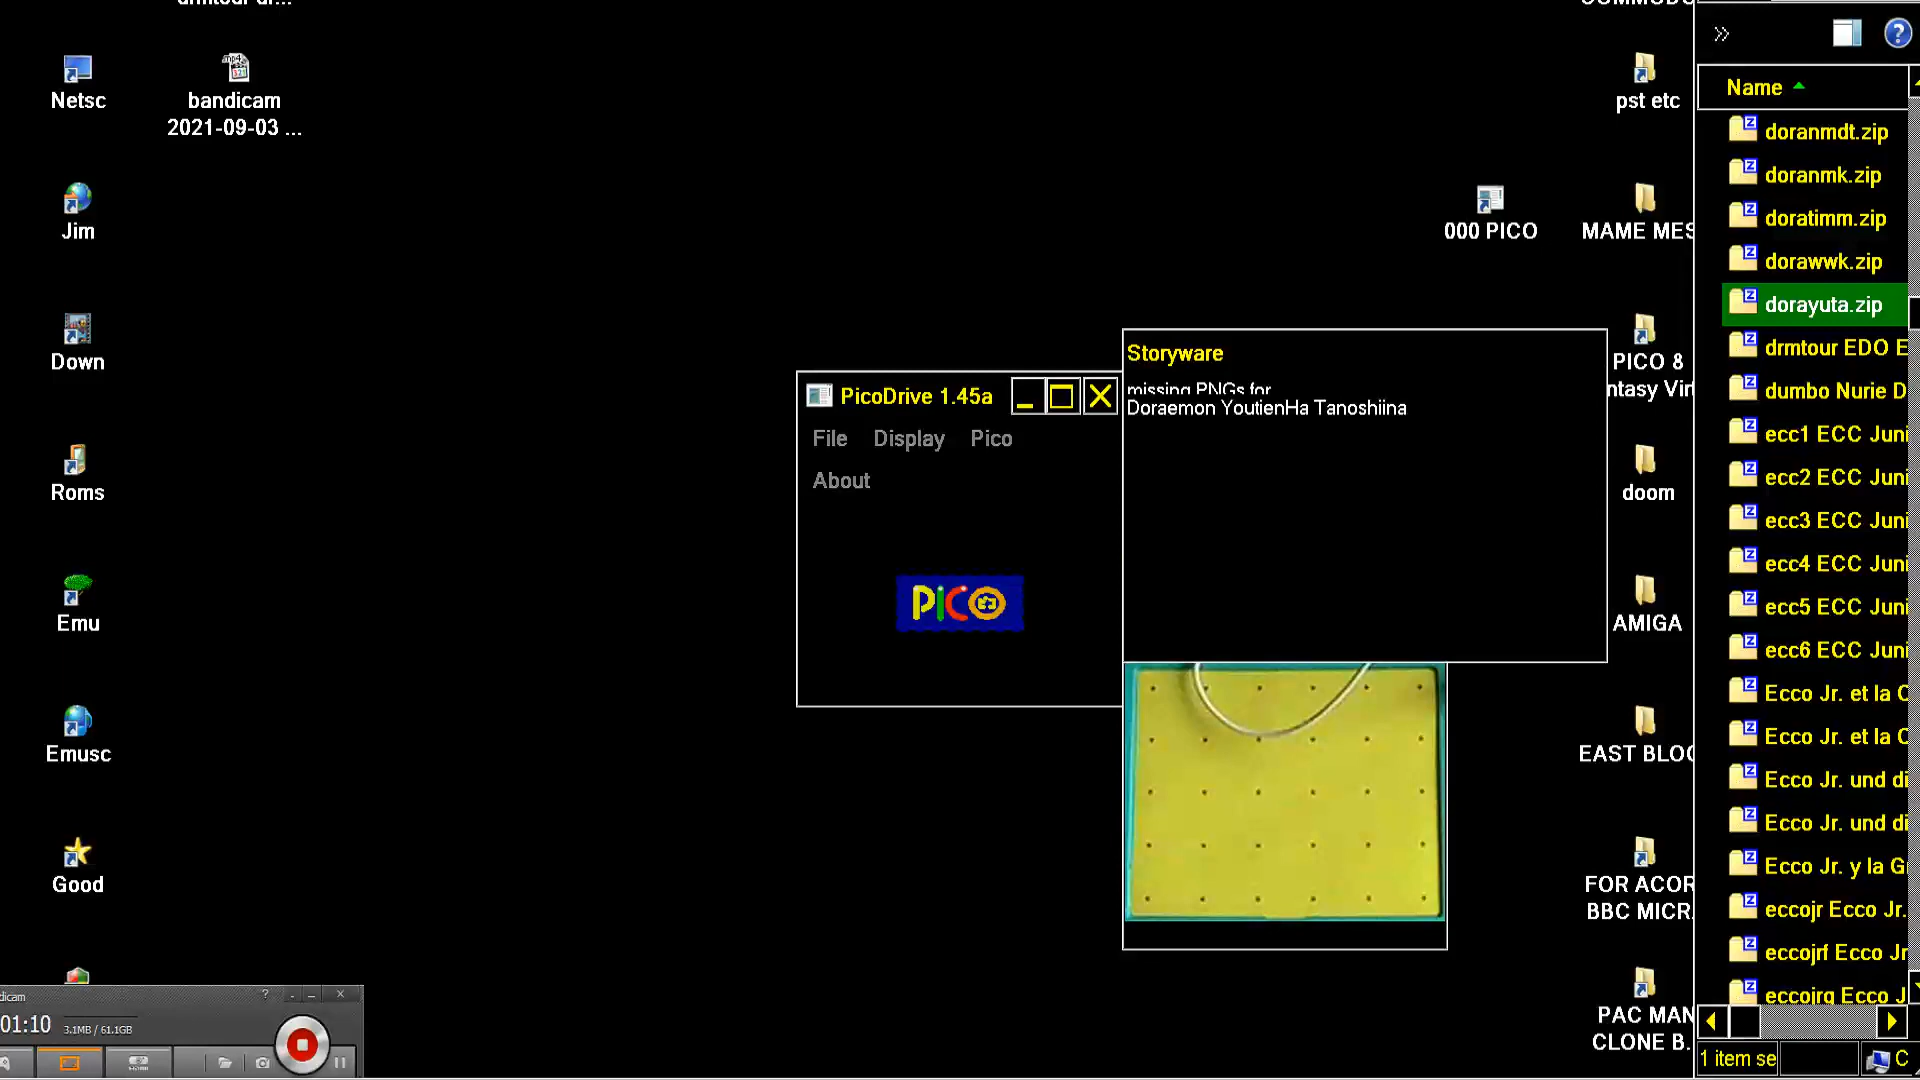 Netsc
bandicam
2021-09-03 ...
Jim
Down
Roms
Emu
Emusc
Good
01:10
3.1MB / 61.1GB
PicoDrive 1.45a
File Display Pico
About
PiCO
Storyware
missing PNGs for
Doraemon YoutienHa Tanoshiina
000 PICO
pst etc
MAME MES
PICO 8
ntasy Virt
doom
AMIGA
EAST BLOC
FOR ACOR
BBC MICR
PAC MAN
CLONE B.
Name
doranmdt.zip
doranmk.zip
doratimm.zip
dorawwk.zip
dorayuta.zip
drmtour EDO E
dumbo Nurie D
ecc1 ECC Juni
ecc2 ECC Juni
ecc3 ECC Juni
ecc4 ECC Juni
ecc5 ECC Juni
ecc6 ECC Juni
Ecco Jr. et la C
Ecco Jr. et la C
Ecco Jr. und di
Ecco Jr. und di
Ecco Jr. y la G
eccojr Ecco Jr.
eccojrf Ecco Jr
eccojrg Ecco J
1 item se
C